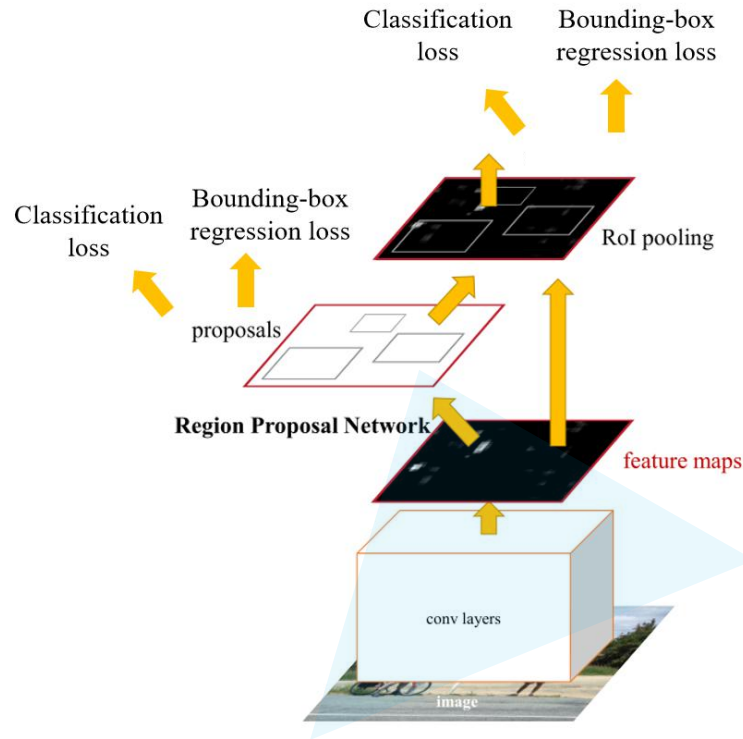 Classification
loss
Bounding-box
regression loss
Classification
loss
Bounding-box
regression loss
RoI pooling
proposals
Region Proposal Network
feature maps
conv layers
image